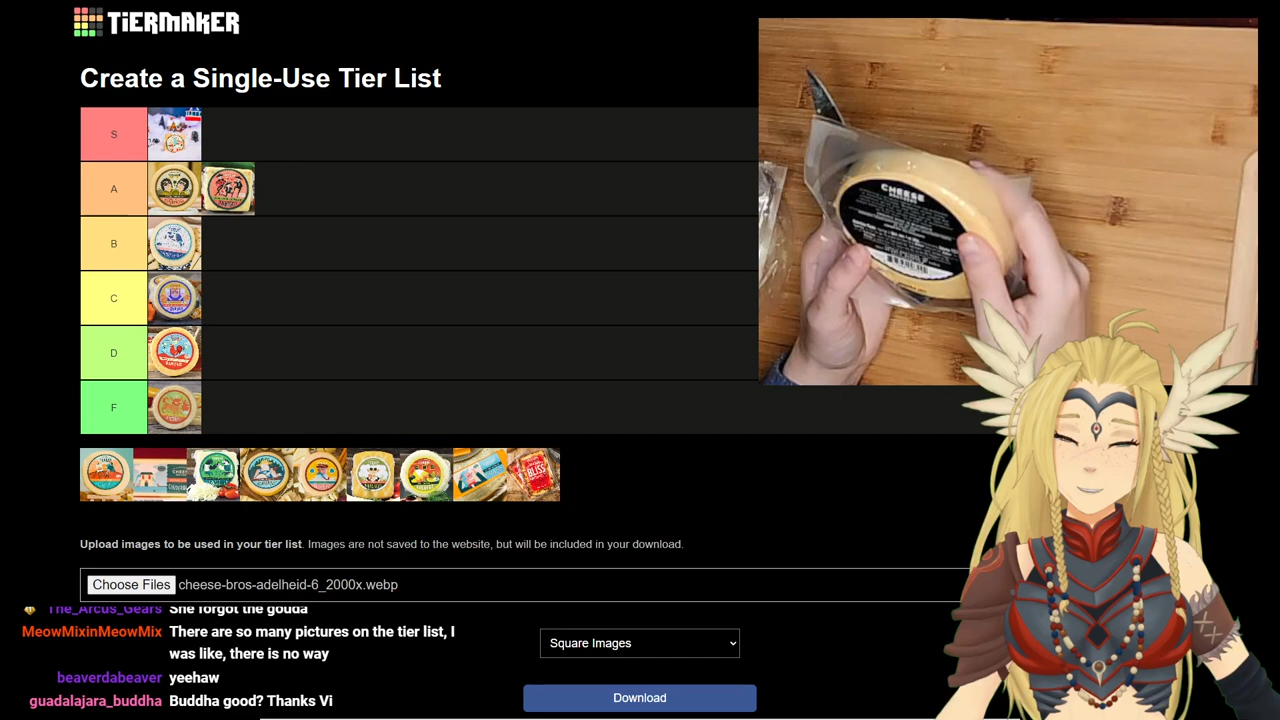 TIERMAKER
Create a Single-Use Tier List
S
A
B
C
D
F
CHEESE
BLISS
Upload images to be used in your tier list. Images are not saved to the website, but will be included in your download.
Choose Files cheese-bros-adelheid-6_2000x.webp
The_Arcus_Gears She forgot the gouda
MeowMixinMeowMix There are so many pictures on the tier list, I
was like, there is no way
beaverdabeaver yeehaw
guadalajara_buddha Buddha good? Thanks Vi
Square Images
Download